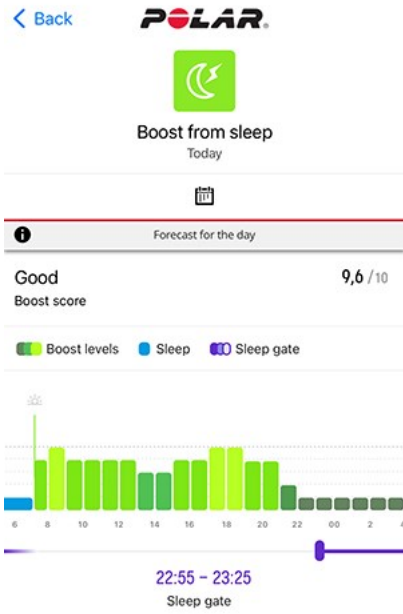 Back
POLAR.
Boost from sleep
Today
Forecast for the day
Good 9,6 /10
Boost score
Boost levels Sleep Sleep gate
6 8 10 12 14 16 18 20 22 00 2 4
22:55 – 23:25
Sleep gate